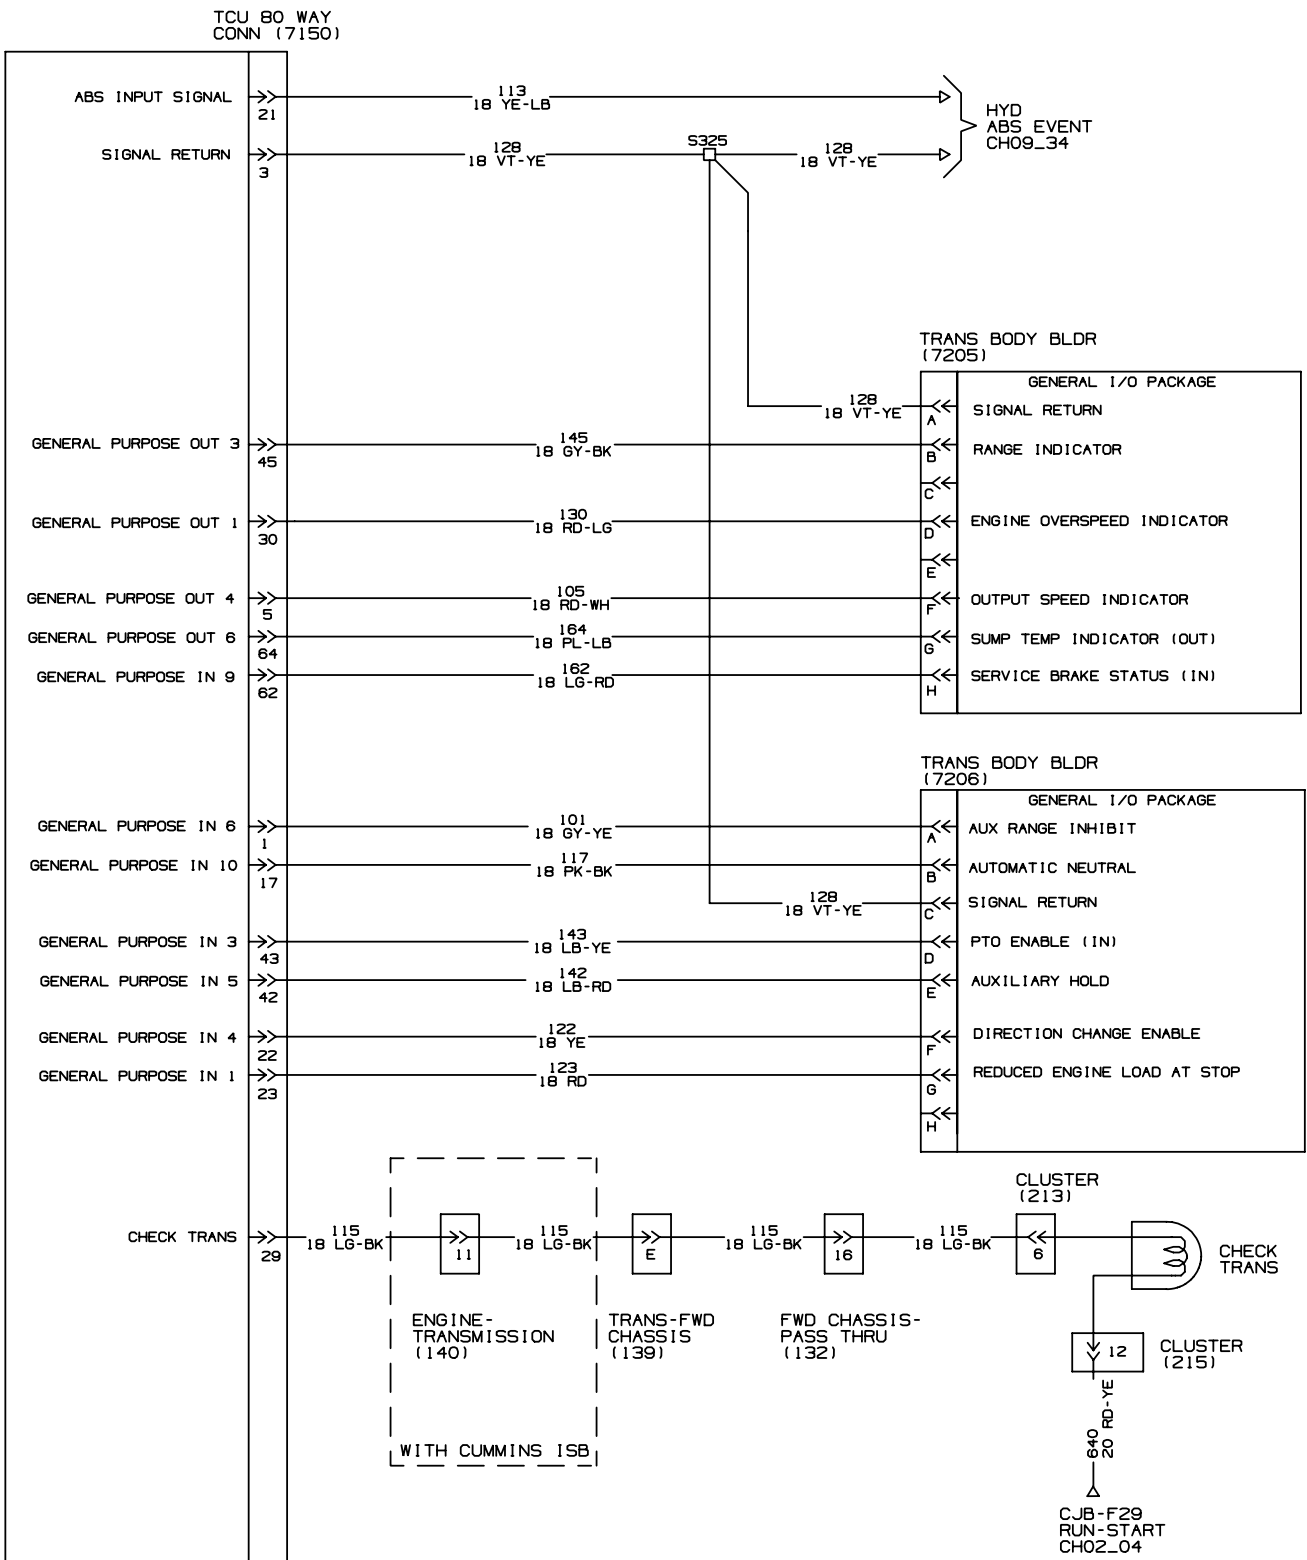 TCU 80 WAY
CONN (7150)
ABS INPUT SIGNAL
21
113
18 YE-LB
HYD
ABS EVENT
CH09_34
SIGNAL RETURN
3
128
18 VT-YE
S325
128
18 VT-YE
TRANS BODY BLDR
(7205)
GENERAL I/O PACKAGE
128
18 VT-YE
A
SIGNAL RETURN
GENERAL PURPOSE OUT 3
45
145
18 GY-BK
B
RANGE INDICATOR
C
GENERAL PURPOSE OUT 1
30
130
18 RD-LG
D
ENGINE OVERSPEED INDICATOR
E
GENERAL PURPOSE OUT 4
5
105
18 RD-WH
F
OUTPUT SPEED INDICATOR
GENERAL PURPOSE OUT 6
64
164
18 PL-LB
G
SUMP TEMP INDICATOR (OUT)
GENERAL PURPOSE IN 9
62
162
18 LG-RD
H
SERVICE BRAKE STATUS (IN)
TRANS BODY BLDR
(7206)
GENERAL I/O PACKAGE
GENERAL PURPOSE IN 6
1
101
18 GY-YE
A
AUX RANGE INHIBIT
GENERAL PURPOSE IN 10
17
117
18 PK-BK
B
AUTOMATIC NEUTRAL
128
18 VT-YE
C
SIGNAL RETURN
GENERAL PURPOSE IN 3
43
143
18 LB-YE
D
PTO ENABLE (IN)
GENERAL PURPOSE IN 5
42
142
18 LB-RD
E
AUXILIARY HOLD
GENERAL PURPOSE IN 4
22
122
18 YE
F
DIRECTION CHANGE ENABLE
GENERAL PURPOSE IN 1
23
123
18 RD
G
REDUCED ENGINE LOAD AT STOP
H
CHECK TRANS
29
115
18 LG-BK
11
115
18 LG-BK
E
115
18 LG-BK
16
115
18 LG-BK
CLUSTER
(213)
6
CHECK
TRANS
ENGINE-
TRANSMISSION
(140)
TRANS-FWD
CHASSIS
(139)
FWD CHASSIS-
PASS THRU
(132)
12
CLUSTER
(215)
WITH CUMMINS ISB
640
20 RD-YE
CJB-F29
RUN-START
CH02_04